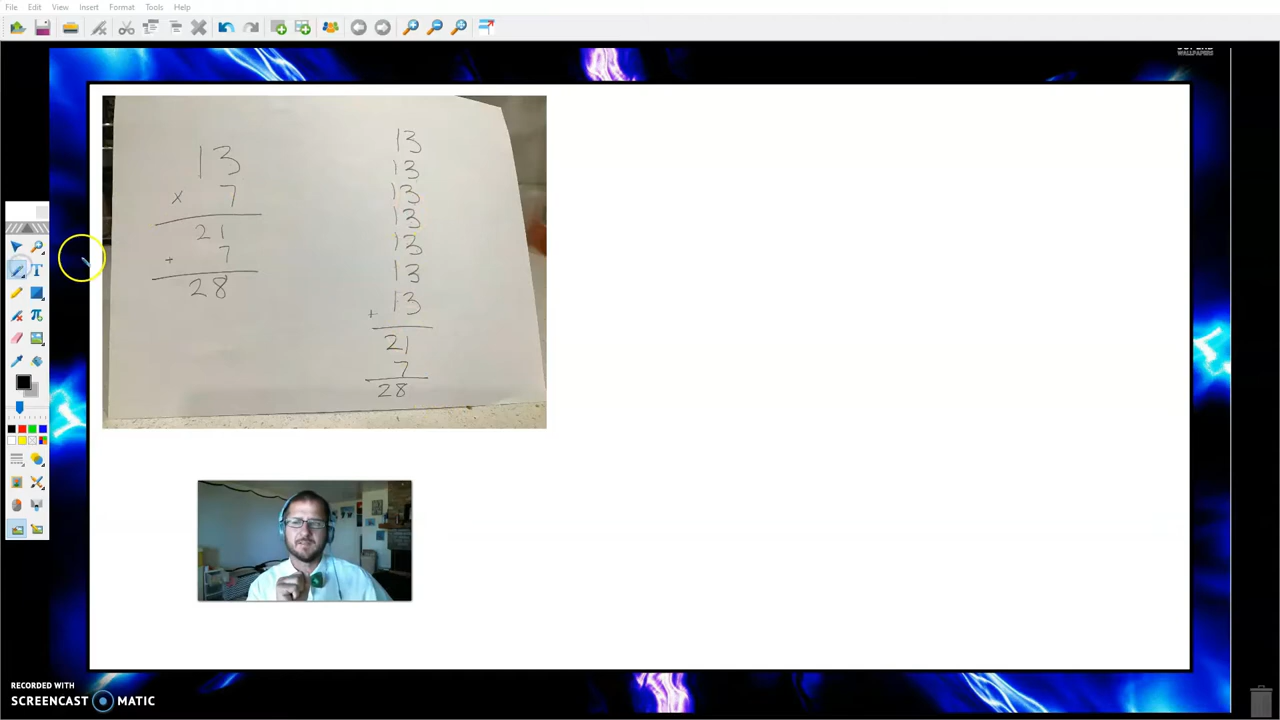 File Edit View Insert Format Tools Help
WALLPAPERS
13
x 7
21
+ 7
28
13
13
13
13
13
13
+ 13
21
7
28
RECORDED WITH
SCREENCAST MATIC